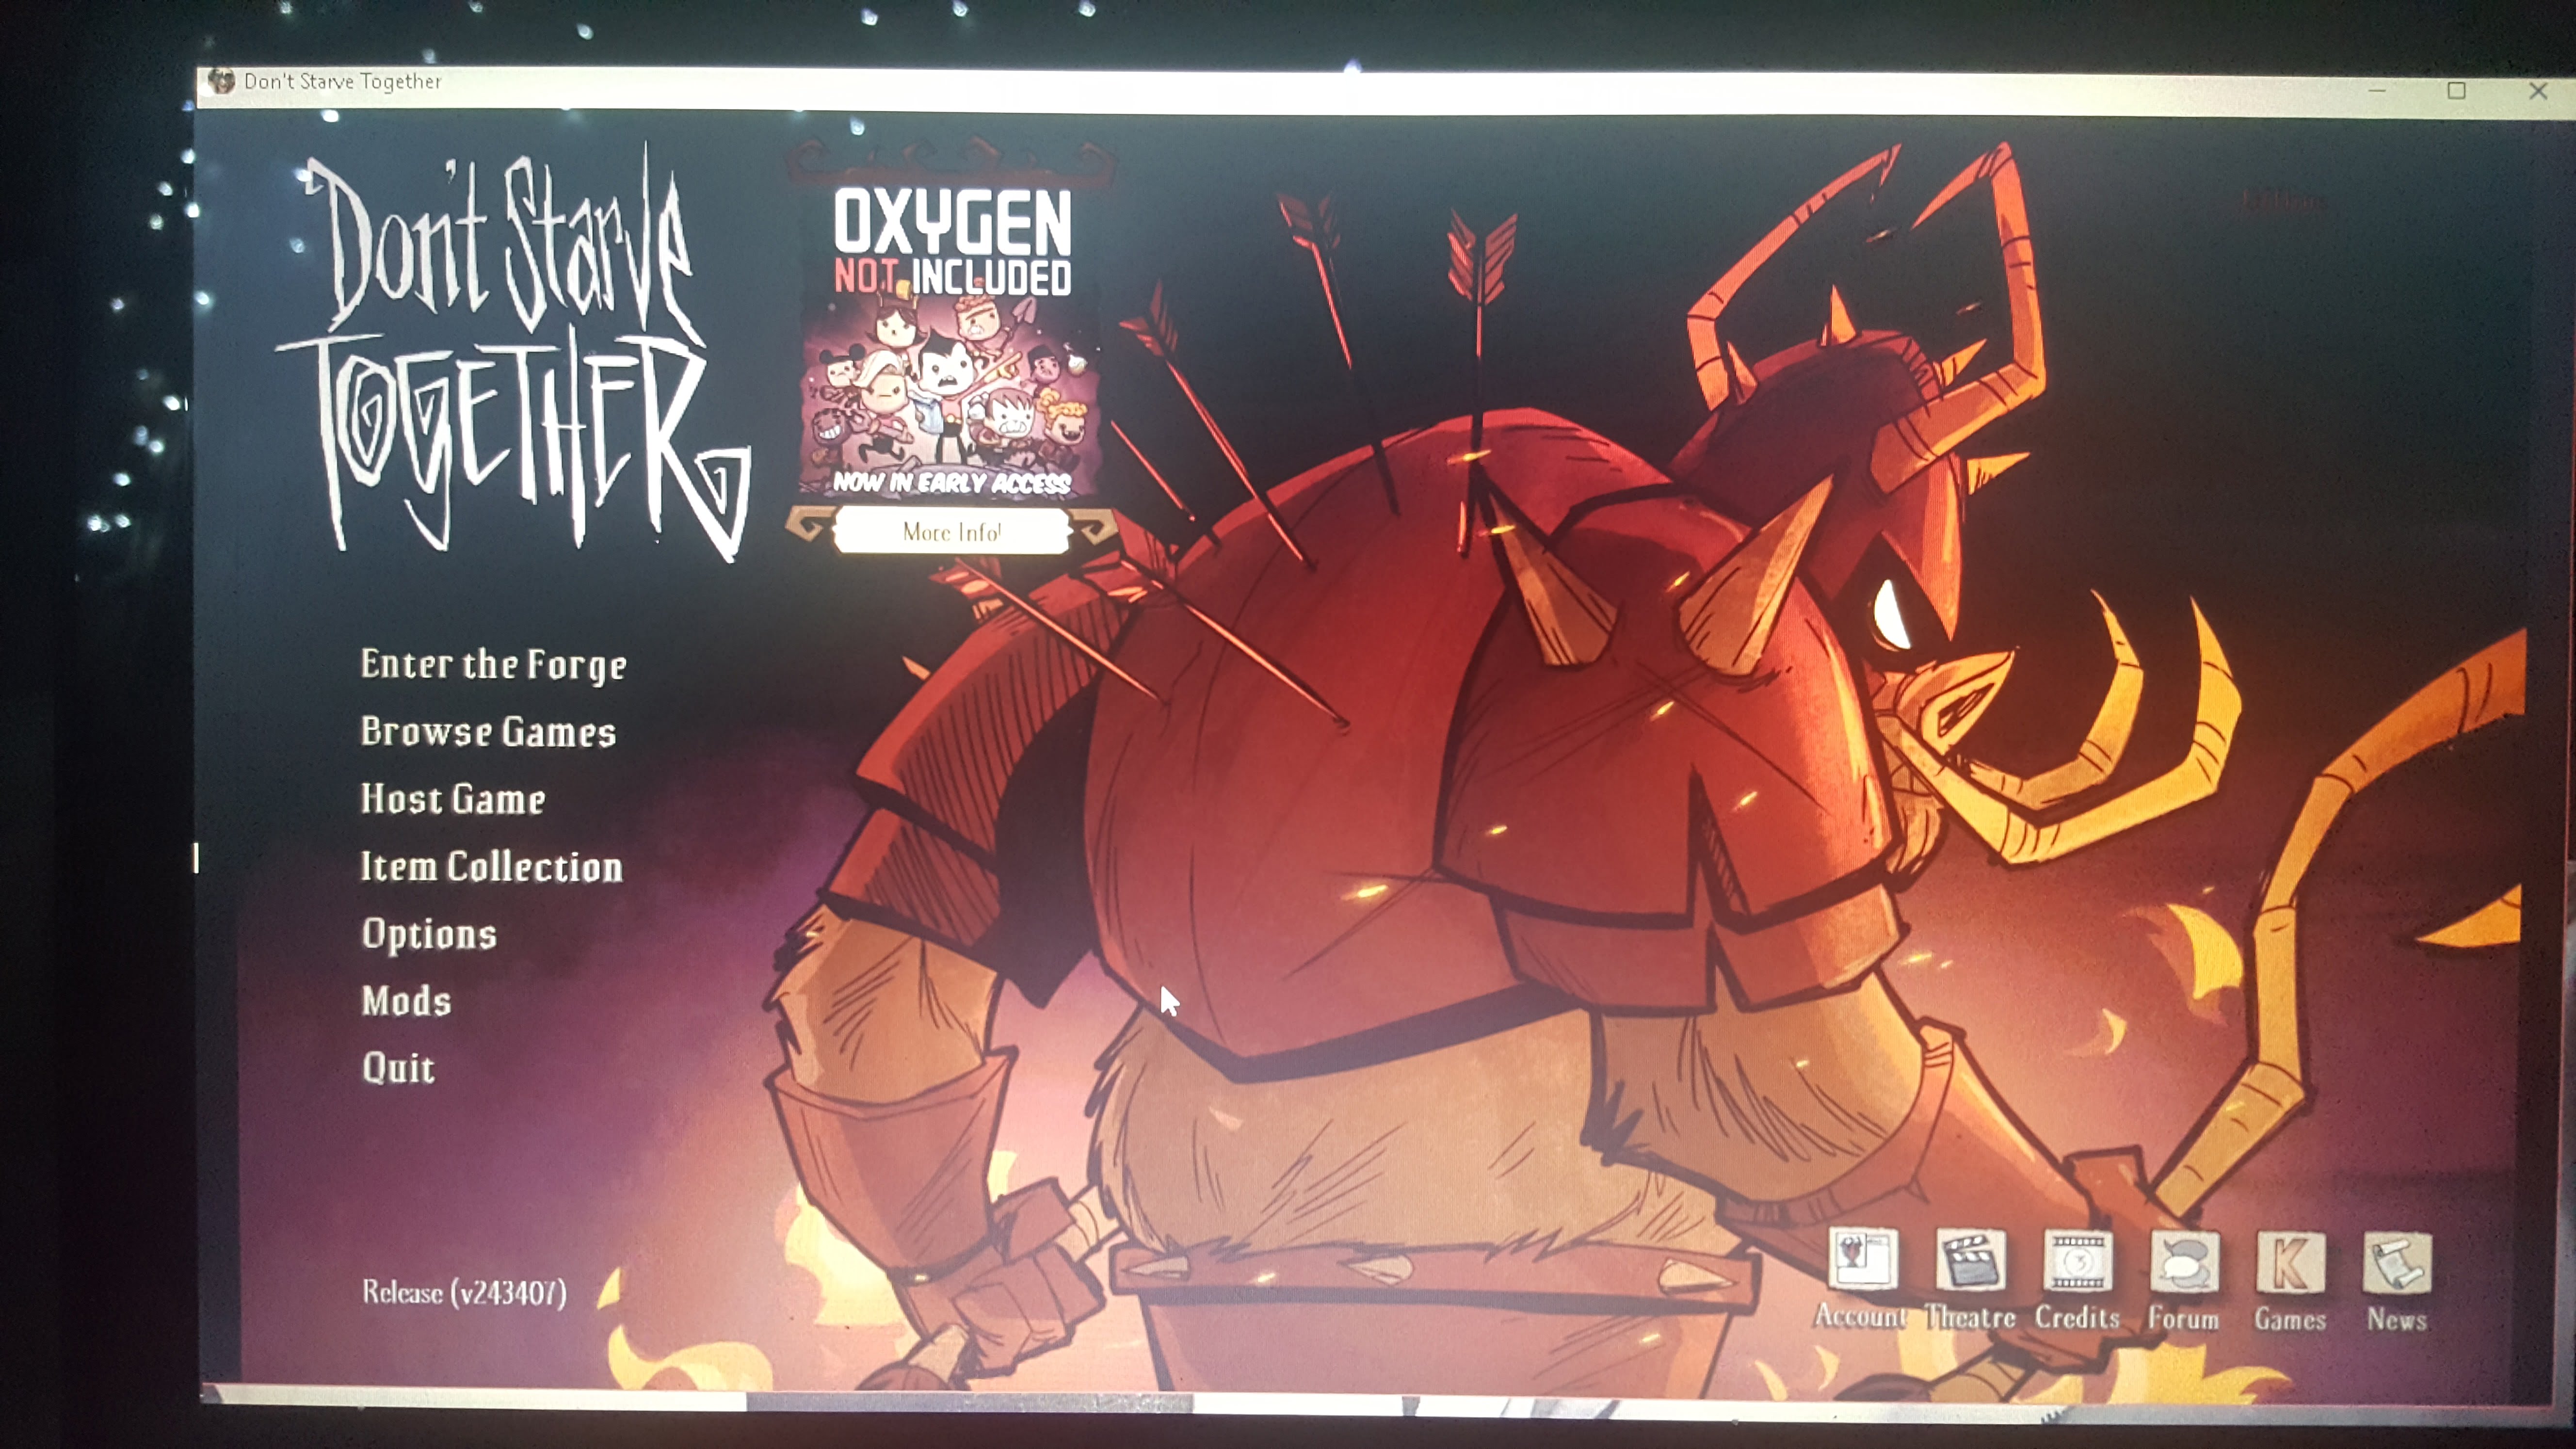 Don't Starve Together
Don't Starve
TOGETHER
OXYGEN
NOT INCLUDED
NOW IN EARLY ACCESS
More Info!
Enter the Forge
Browse Games
Host Game
Item Collection
Options
Mods
Quit
Release (v243407)
Account Theatre Credits Forum Games News